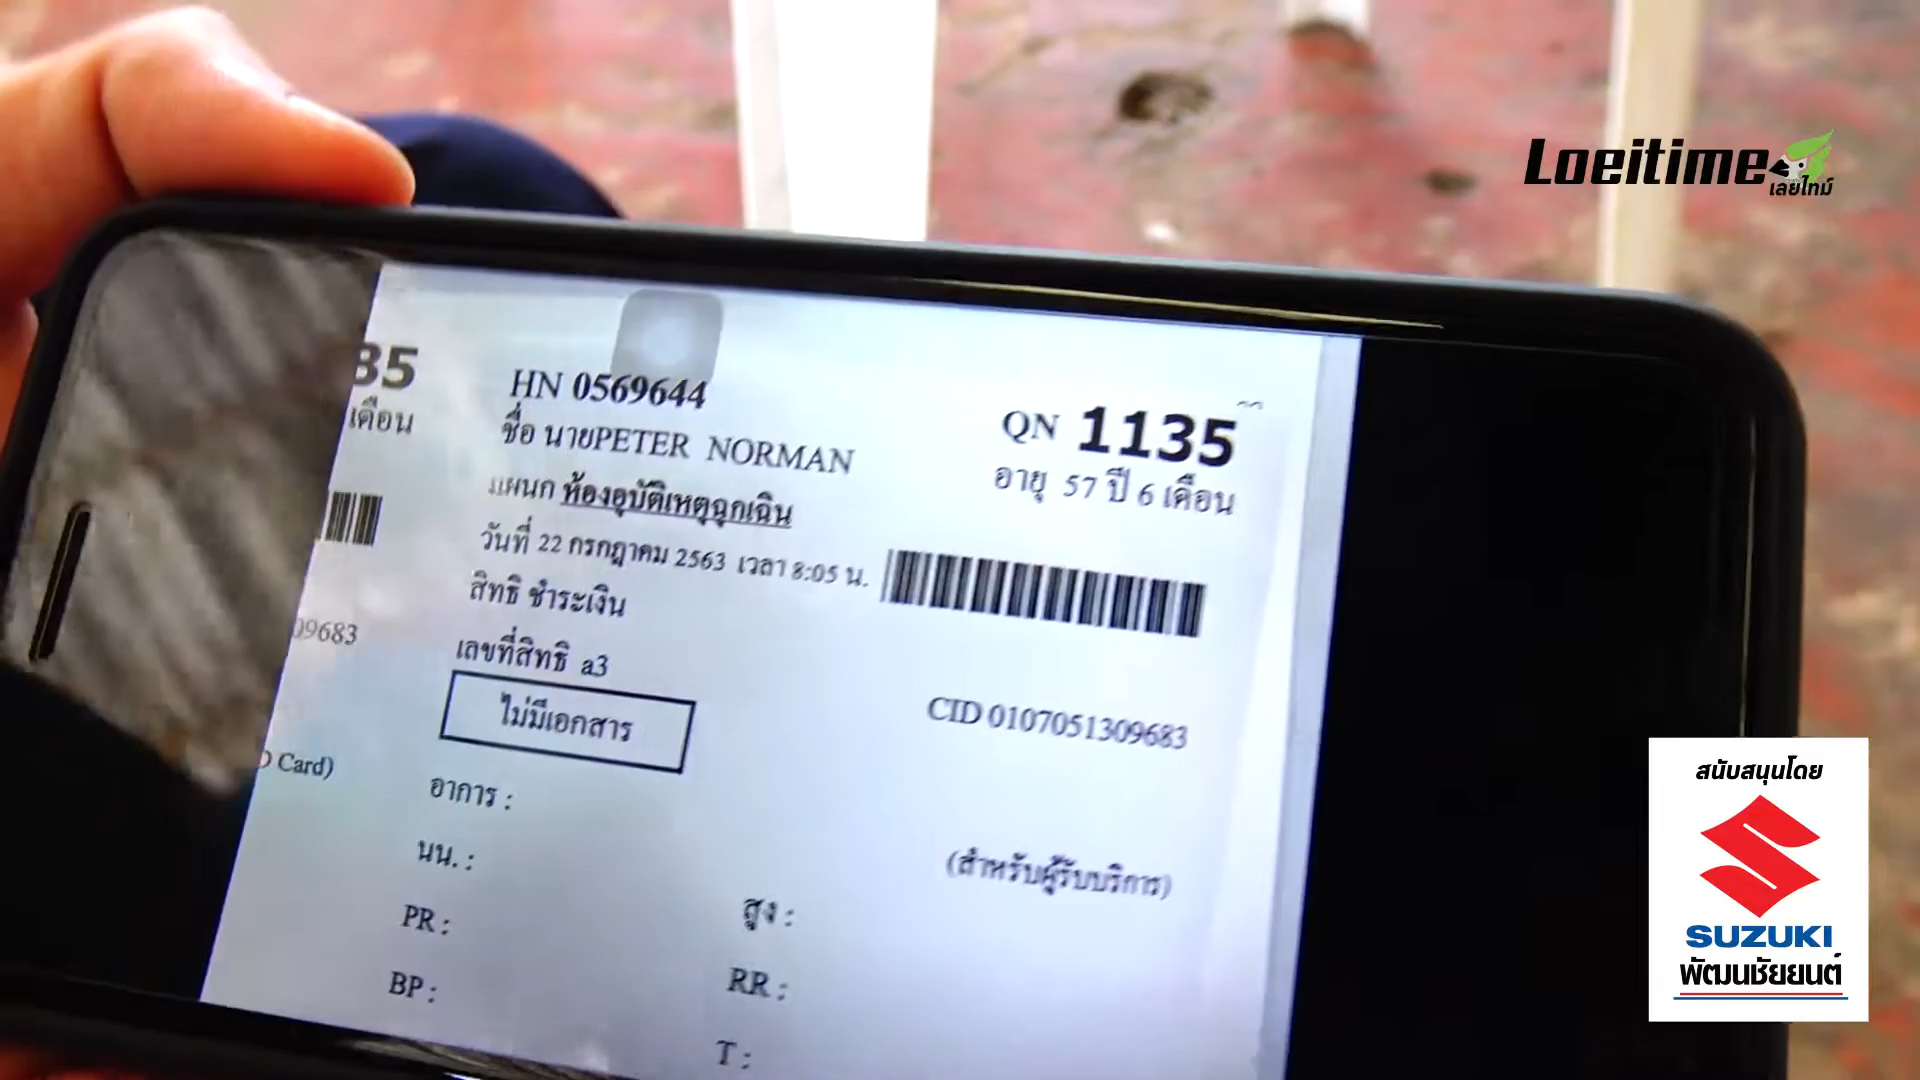 Loeitime
เลยไทม์
35
เดือน
09683
D Card)
HN 0569644
QN 1135
ชื่อ นายPETER NORMAN
อายุ 57 ปี 6 เดือน
แผนก ห้องอุบัติเหตุฉุกเฉิน
วันที่ 22 กรกฎาคม 2563 เวลา 8:05 น.
สิทธิ ชำระเงิน
เลขที่สิทธิ a3
ไม่มีเอกสาร
CID 0107051309683
อาการ :
(สำหรับผู้รับบริการ)
นน. :
สูง :
PR :
RR :
BP :
T :
สนับสนุนโดย
SUZUKI
พัฒนชัยยนต์